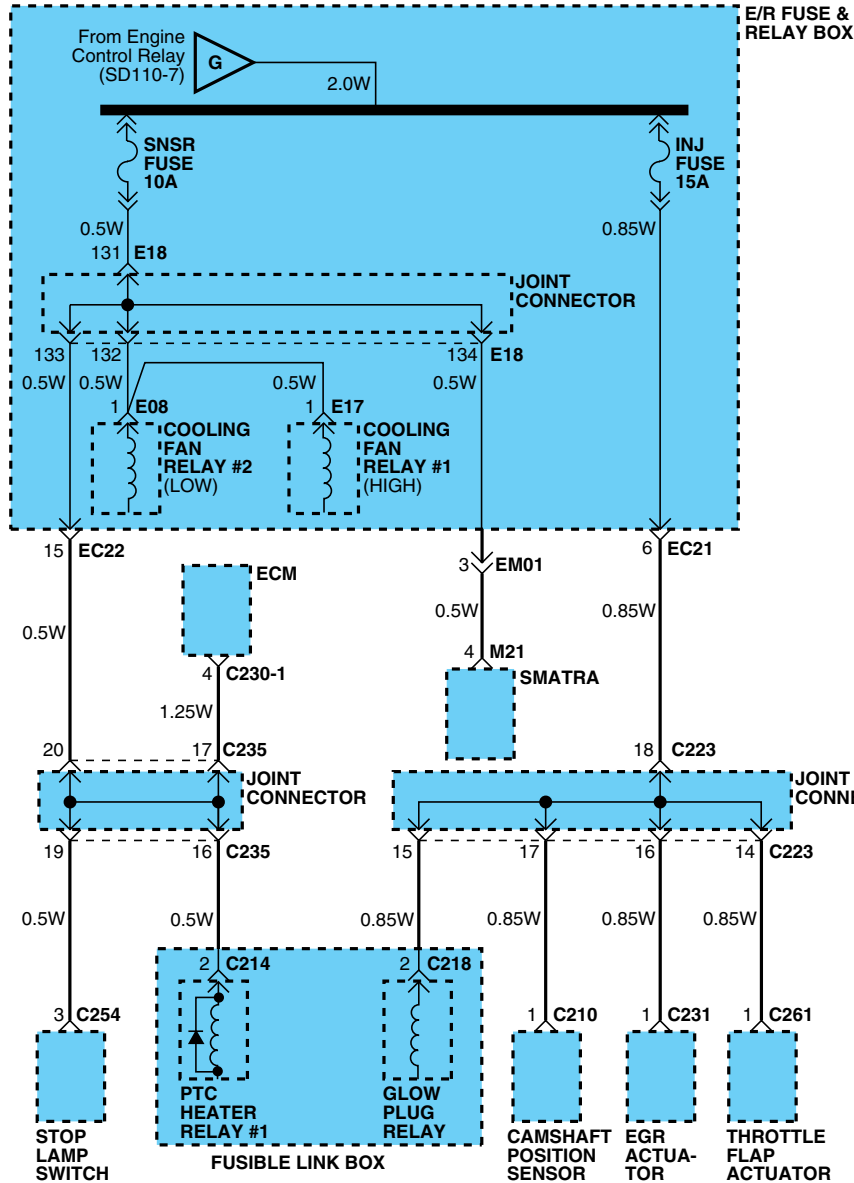 E/R FUSE &
RELAY BOX
From Engine
Control Relay
(SD110-7)
G
2.0W
SNSR
FUSE
10A
INJ
FUSE
15A
0.5W
0.85W
131 E18
JOINT
CONNECTOR
133 132 134 E18
0.5W 0.5W 0.5W 0.5W
1 E08 1 E17
COOLING
FAN
RELAY #2
(LOW)
COOLING
FAN
RELAY #1
(HIGH)
15 EC22
ECM
3 EM01
6 EC21
0.5W
0.5W
0.85W
4 C230-1
4 M21
SMATRA
1.25W
20 17 C235
18 C223
JOINT
CONNECTOR
JOINT
CONNI
19 16 C235
15 17 16 14 C223
0.5W 0.5W 0.85W 0.85W 0.85W 0.85W
2 C214 2 C218
3 C254
1 C210 1 C231 1 C261
PTC
HEATER
RELAY #1
GLOW
PLUG
RELAY
STOP
LAMP
SWITCH
FUSIBLE LINK BOX
CAMSHAFT
POSITION
SENSOR
EGR
ACTUA-
TOR
THROTTLE
FLAP
ACTUATOR